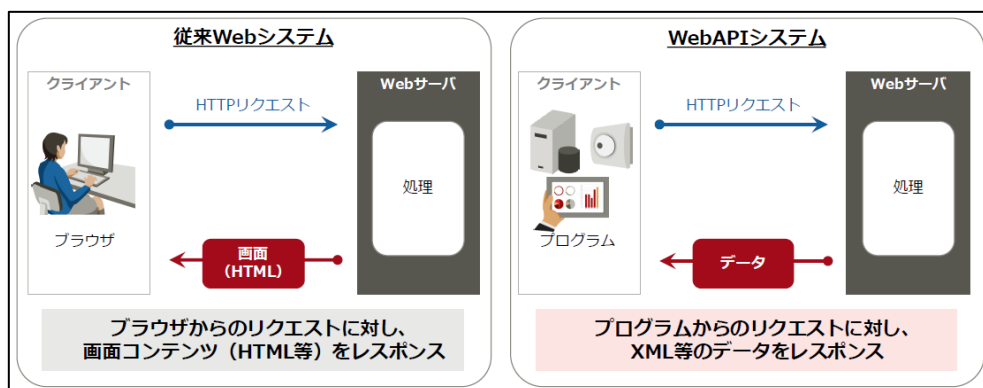 従来Webシステム
クライアント
Webサーバ
HTTPリクエスト
処理
ブラウザ
画面
(HTML)
ブラウザからのリクエストに対し、
画面コンテンツ（HTML等）をレスポンス
WebAPIシステム
クライアント
Webサーバ
HTTPリクエスト
処理
プログラム
データ
プログラムからのリクエストに対し、
XML等のデータをレスポンス